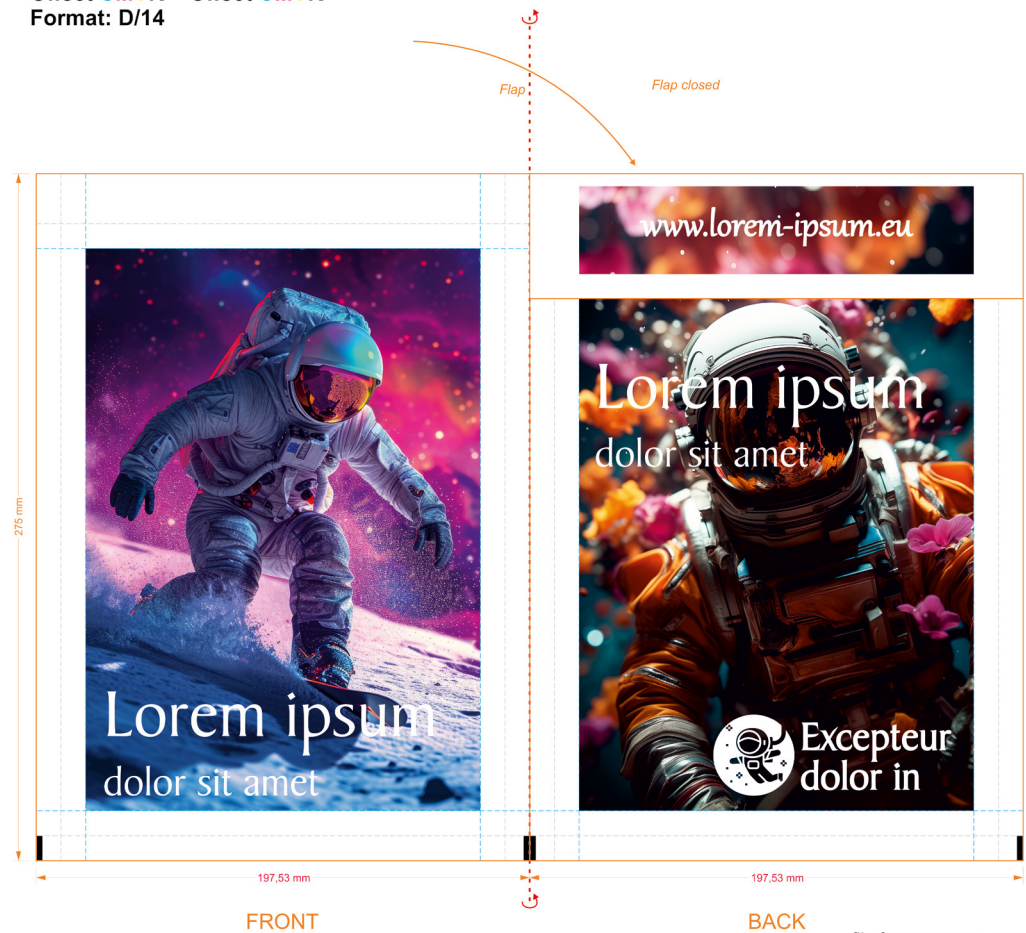 Format: D/14
Flap
Flap closed
www.lorem-ipsum.eu
Lorem ipsum
dolor sit amet
275 mm
Lorem ipsum
dolor sit amet
Excepteur
dolor in
197,53 mm
197,53 mm
FRONT
BACK